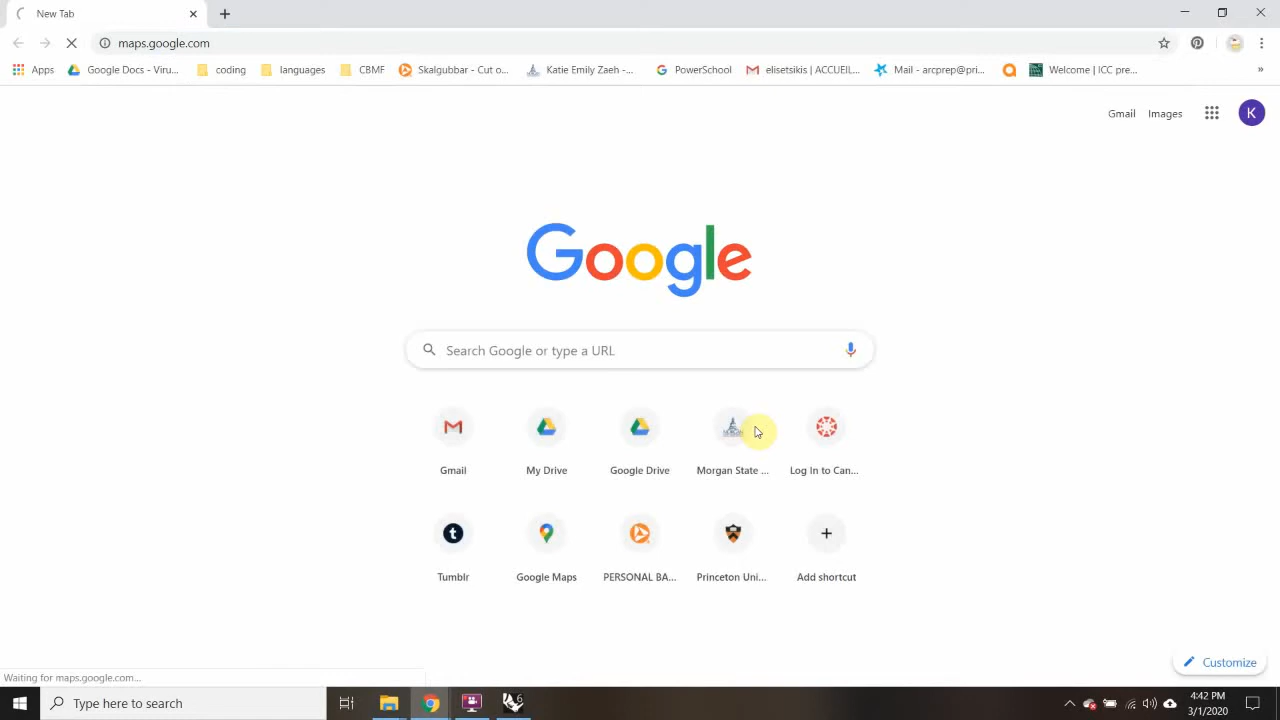 New Tab
maps.google.com
Apps Google Docs - Viru... coding languages CBMF Skalgubbar - Cut o... Katie Emily Zaeh -... PowerSchool elisetsikis | ACCUEIL... Mail - arcprep@pri... Welcome | ICC pre... »
Gmail Images K
Google
Search Google or type a URL
Gmail My Drive Google Drive Morgan State ... Log In to Can...
Tumblr Google Maps PERSONAL BA... Princeton Uni... Add shortcut
Customize
Waiting for maps.google.com...
Type here to search
4:42 PM
3/1/2020